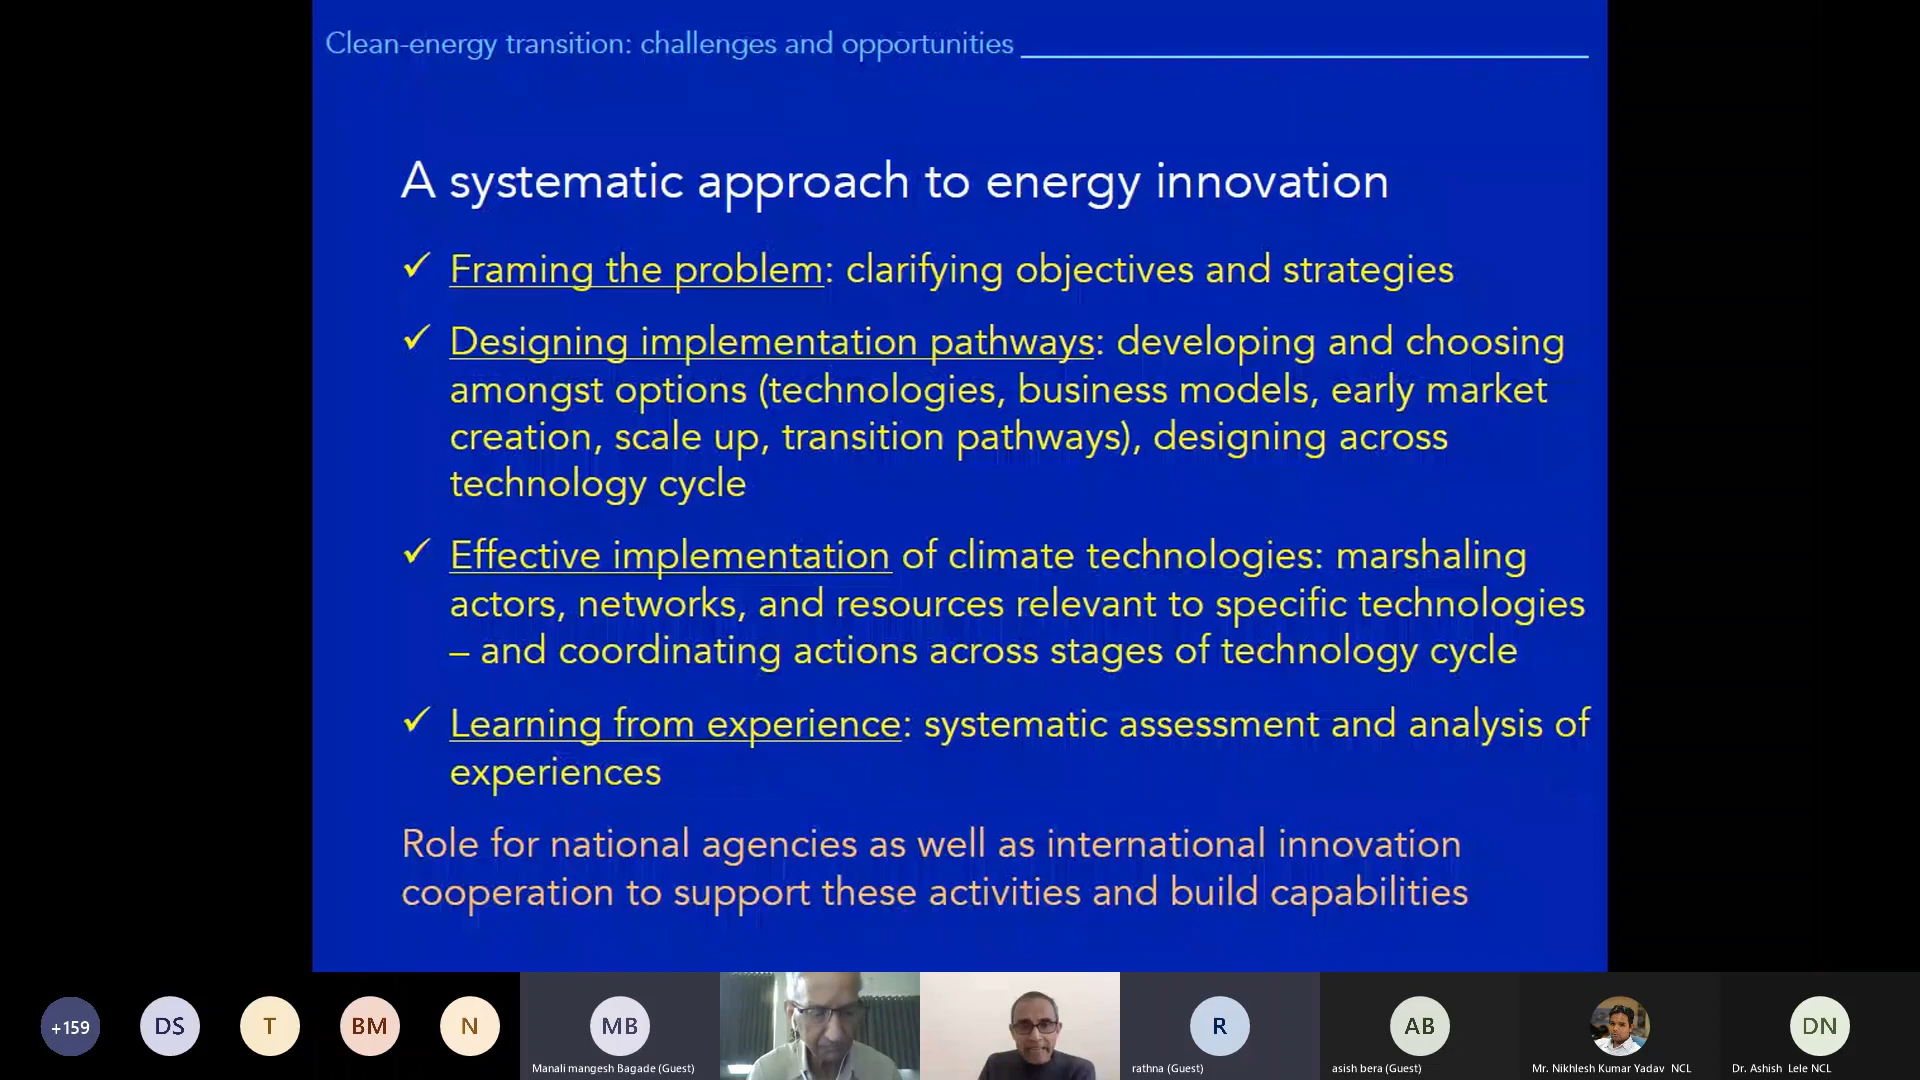 Clean-energy transition: challenges and opportunities
A systematic approach to energy innovation
✓ Framing the problem: clarifying objectives and strategies
✓ Designing implementation pathways: developing and choosing
amongst options (technologies, business models, early market
creation, scale up, transition pathways), designing across
technology cycle
✓ Effective implementation of climate technologies: marshaling
actors, networks, and resources relevant to specific technologies
– and coordinating actions across stages of technology cycle
✓ Learning from experience: systematic assessment and analysis of
experiences
Role for national agencies as well as international innovation
cooperation to support these activities and build capabilities
+159
DS
T
BM
N
MB
R
AB
DN
Manali mangesh Bagade (Guest)
rathna (Guest)
asish bera (Guest)
Mr. Nikhlesh Kumar Yadav NCL
Dr. Ashish Lele NCL